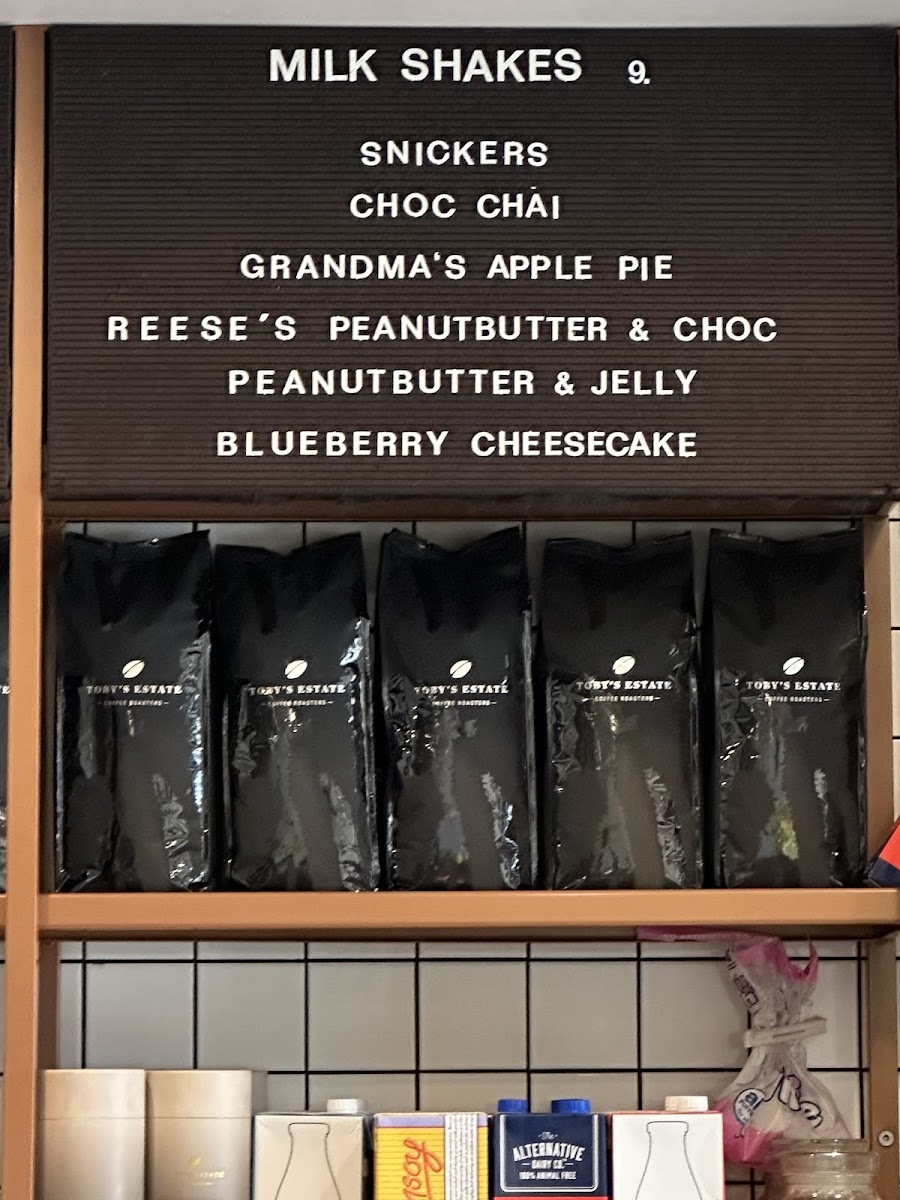 MILK SHAKES 9.
SNICKERS
CHOC CHAI
GRANDMA'S APPLE PIE
REESE'S PEANUTBUTTER & CHOC
PEANUTBUTTER & JELLY
BLUEBERRY CHEESECAKE
TOBY'S ESTATE
COFFEE ROASTERS
TOBY'S ESTATE
COFFEE ROASTERS
TOBY'S ESTATE
COFFEE ROASTERS
TOBY'S ESTATE
COFFEE ROASTERS
TOBY'S ESTATE
COFFEE ROASTERS
The
ALTERNATIVE
DAIRY CO.
100% ANIMAL FREE